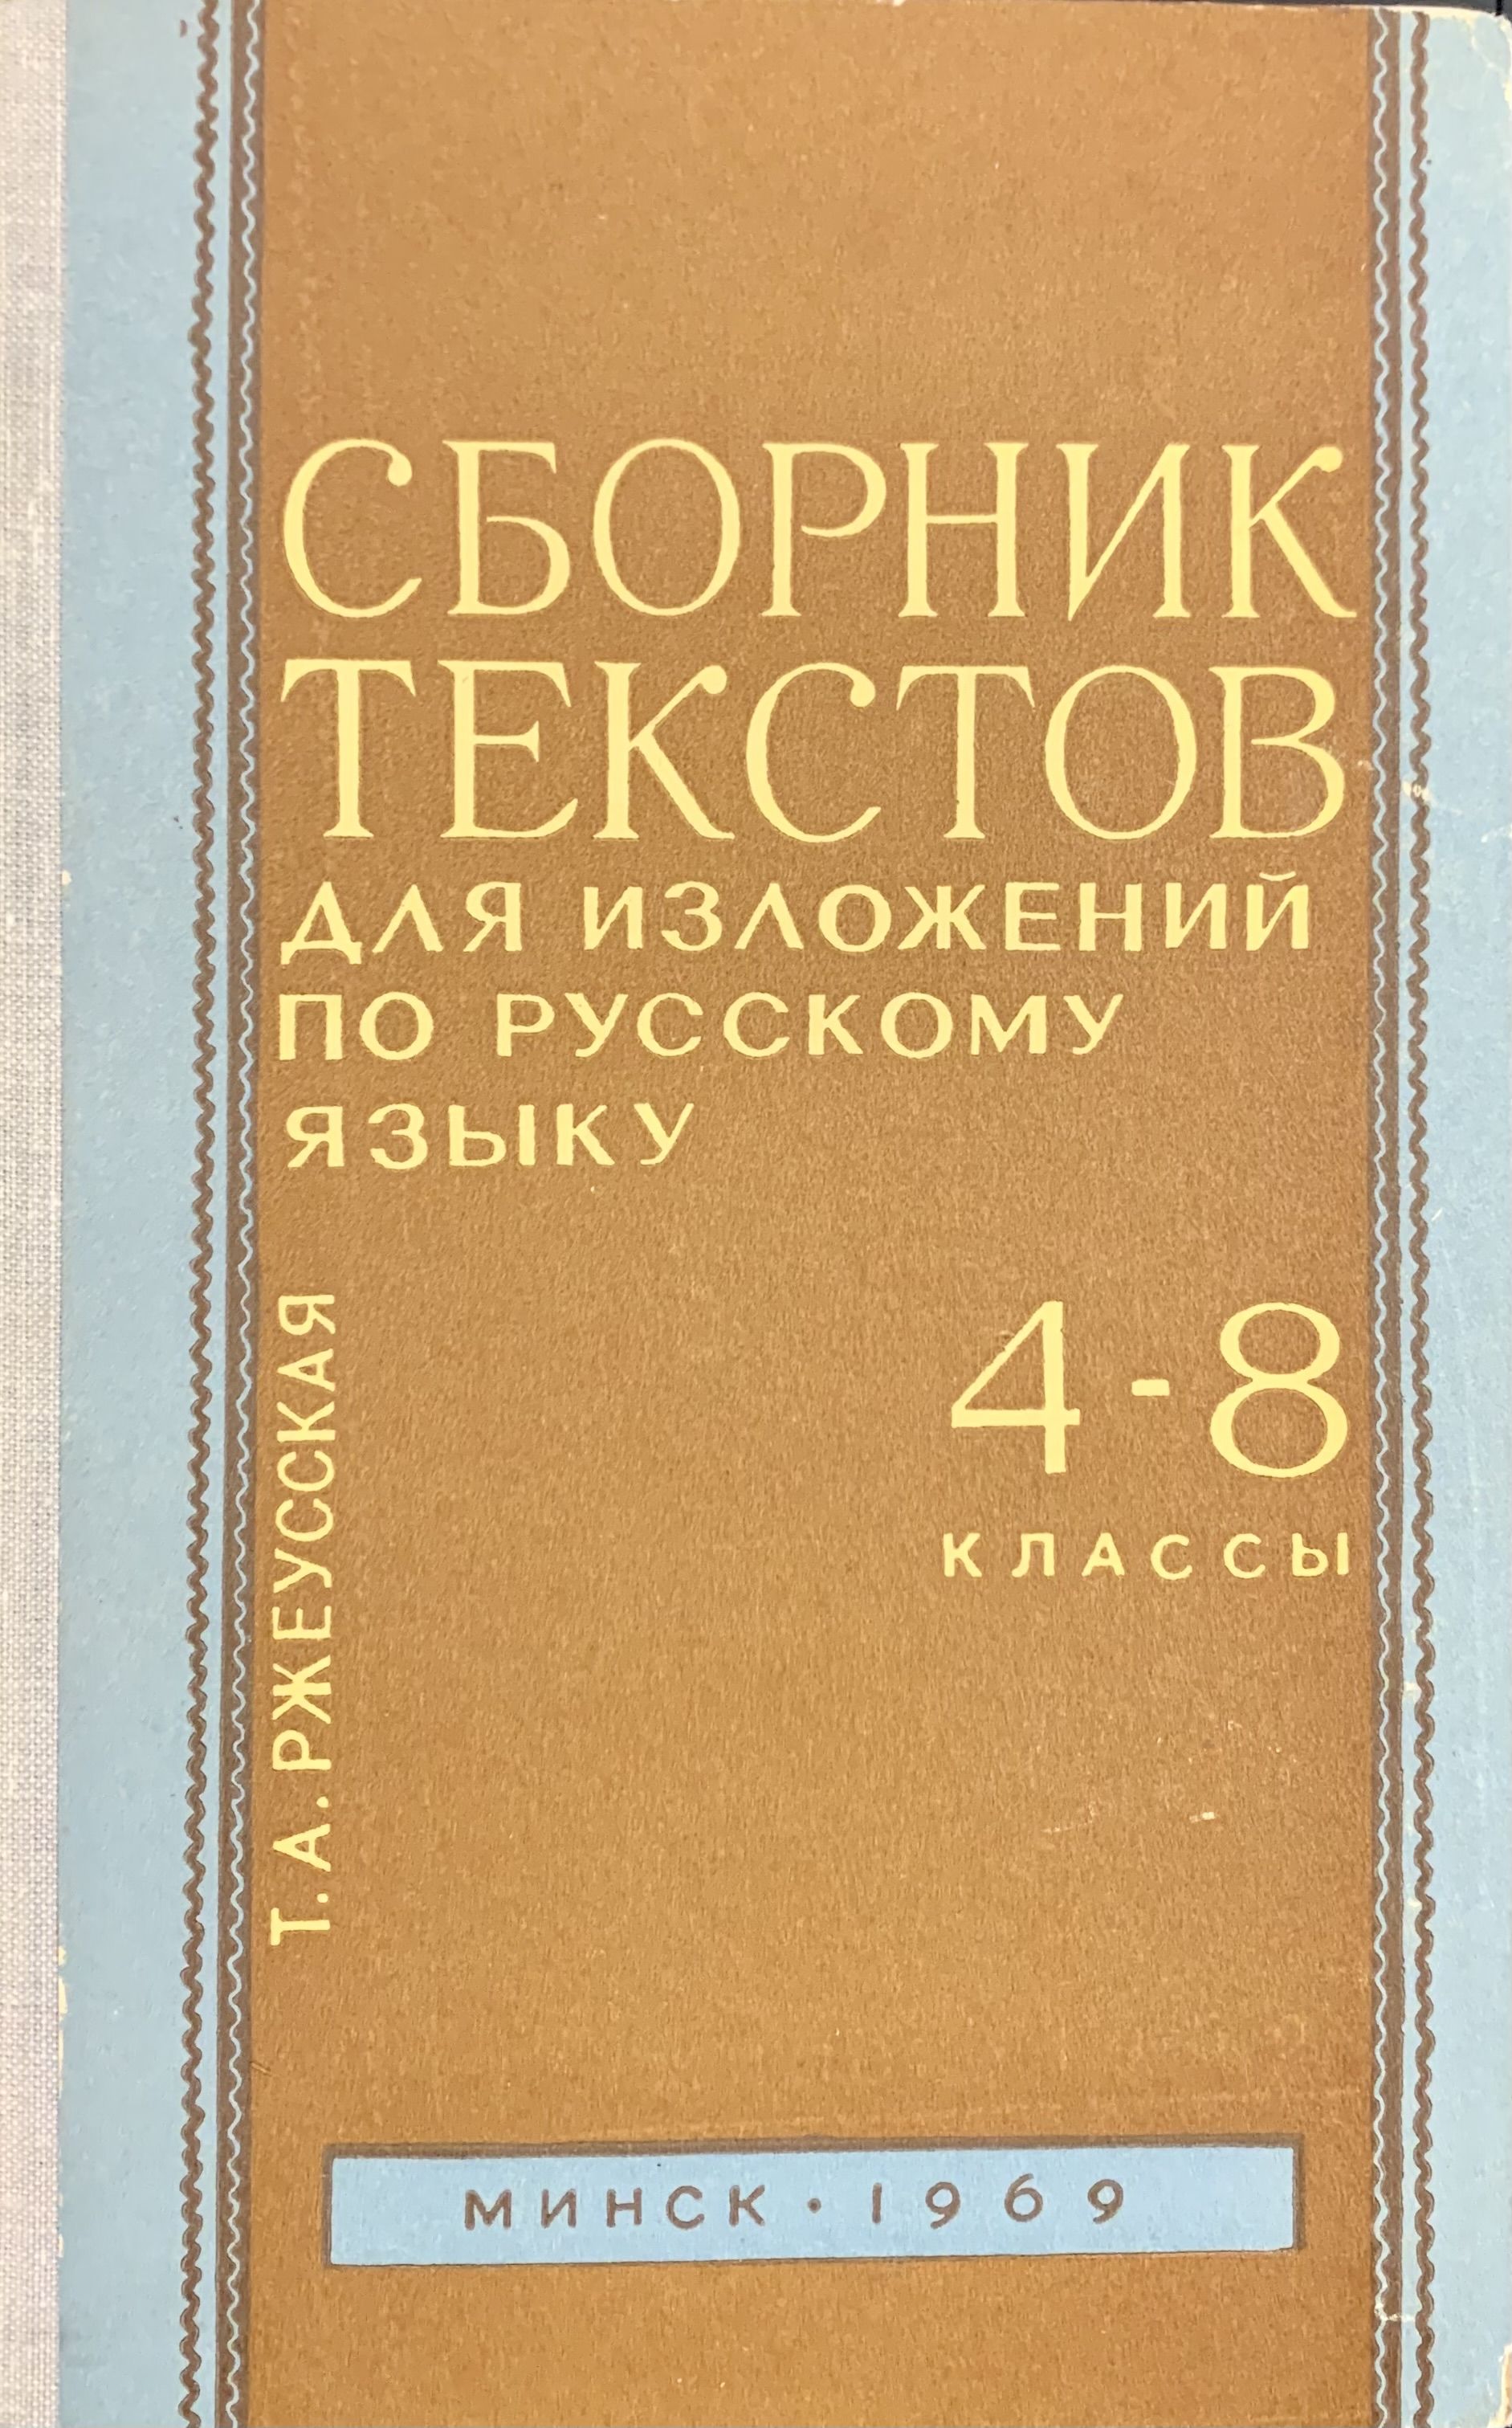 СБОРНИК
ТЕКСТОВ
ДЛЯ ИЗЛОЖЕНИЙ
ПО РУССКОМУ
ЯЗЫКУ
Т. А. РЖЕУССКАЯ
4-8
КЛАССЫ
МИНСК · 1969